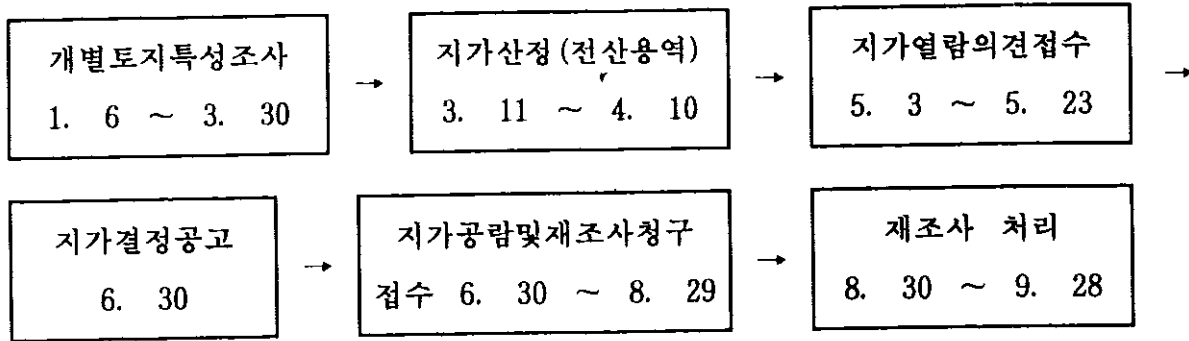 개별토지특성조사
1. 6 ~ 3. 30
→
지가산정(전산용역)
3. 11 ~ 4. 10
→
지가열람의견접수
5. 3 ~ 5. 23
→
지가결정공고
6. 30
→
지가공람및재조사청구
접수 6. 30 ~ 8. 29
→
재조사 처리
8. 30 ~ 9. 28